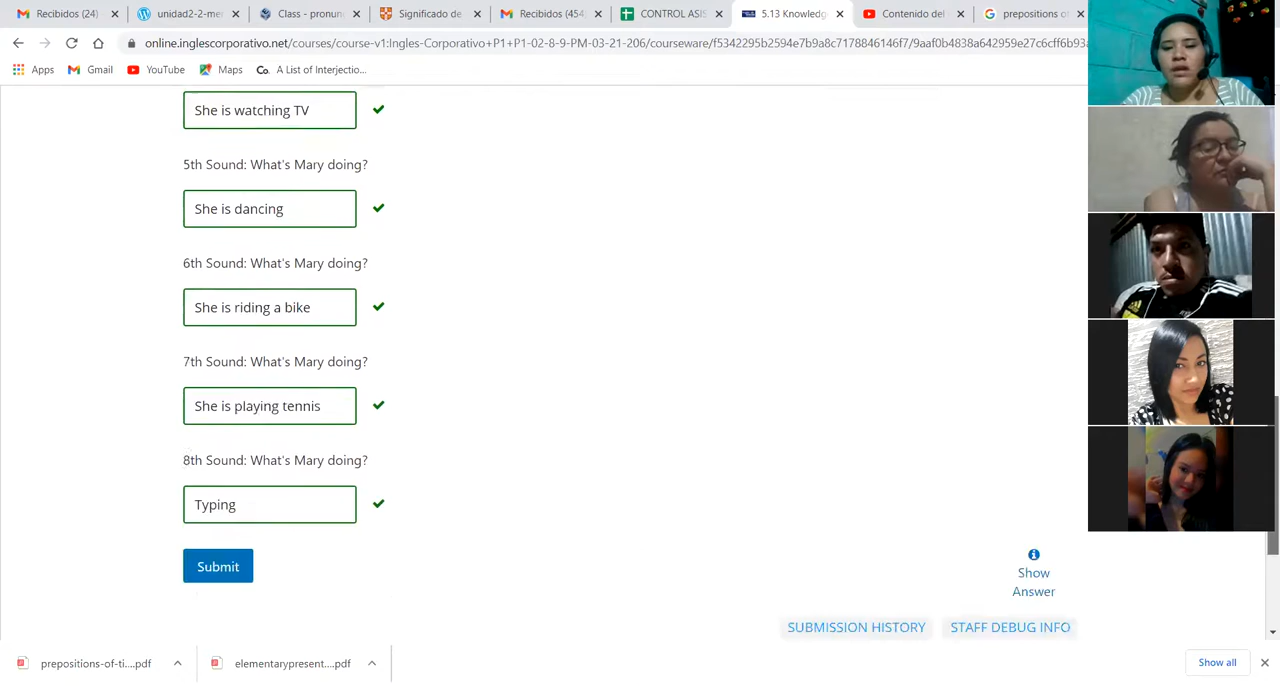 Recibidos (24)
unidad2-2-me
Class - pronun
Significado de
Recibidos (454
CONTROL ASIS
5.13 Knowledg
Contenido del
prepositions of
online.inglescorporativo.net/courses/course-v1:Ingles-Corporativo+P1+P1-02-8-9-PM-03-21-206/courseware/f5342295b2594e7b9a8c7178846146f7/9aaf0b4838a642959e27c6cff6b93a
Apps
Gmail
YouTube
Maps
Co. A List of Interjectio...
She is watching TV
5th Sound: What's Mary doing?
She is dancing
6th Sound: What's Mary doing?
She is riding a bike
7th Sound: What's Mary doing?
She is playing tennis
8th Sound: What's Mary doing?
Typing
Submit
Show
Answer
SUBMISSION HISTORY
STAFF DEBUG INFO
prepositions-of-ti....pdf
elementarypresent....pdf
Show all